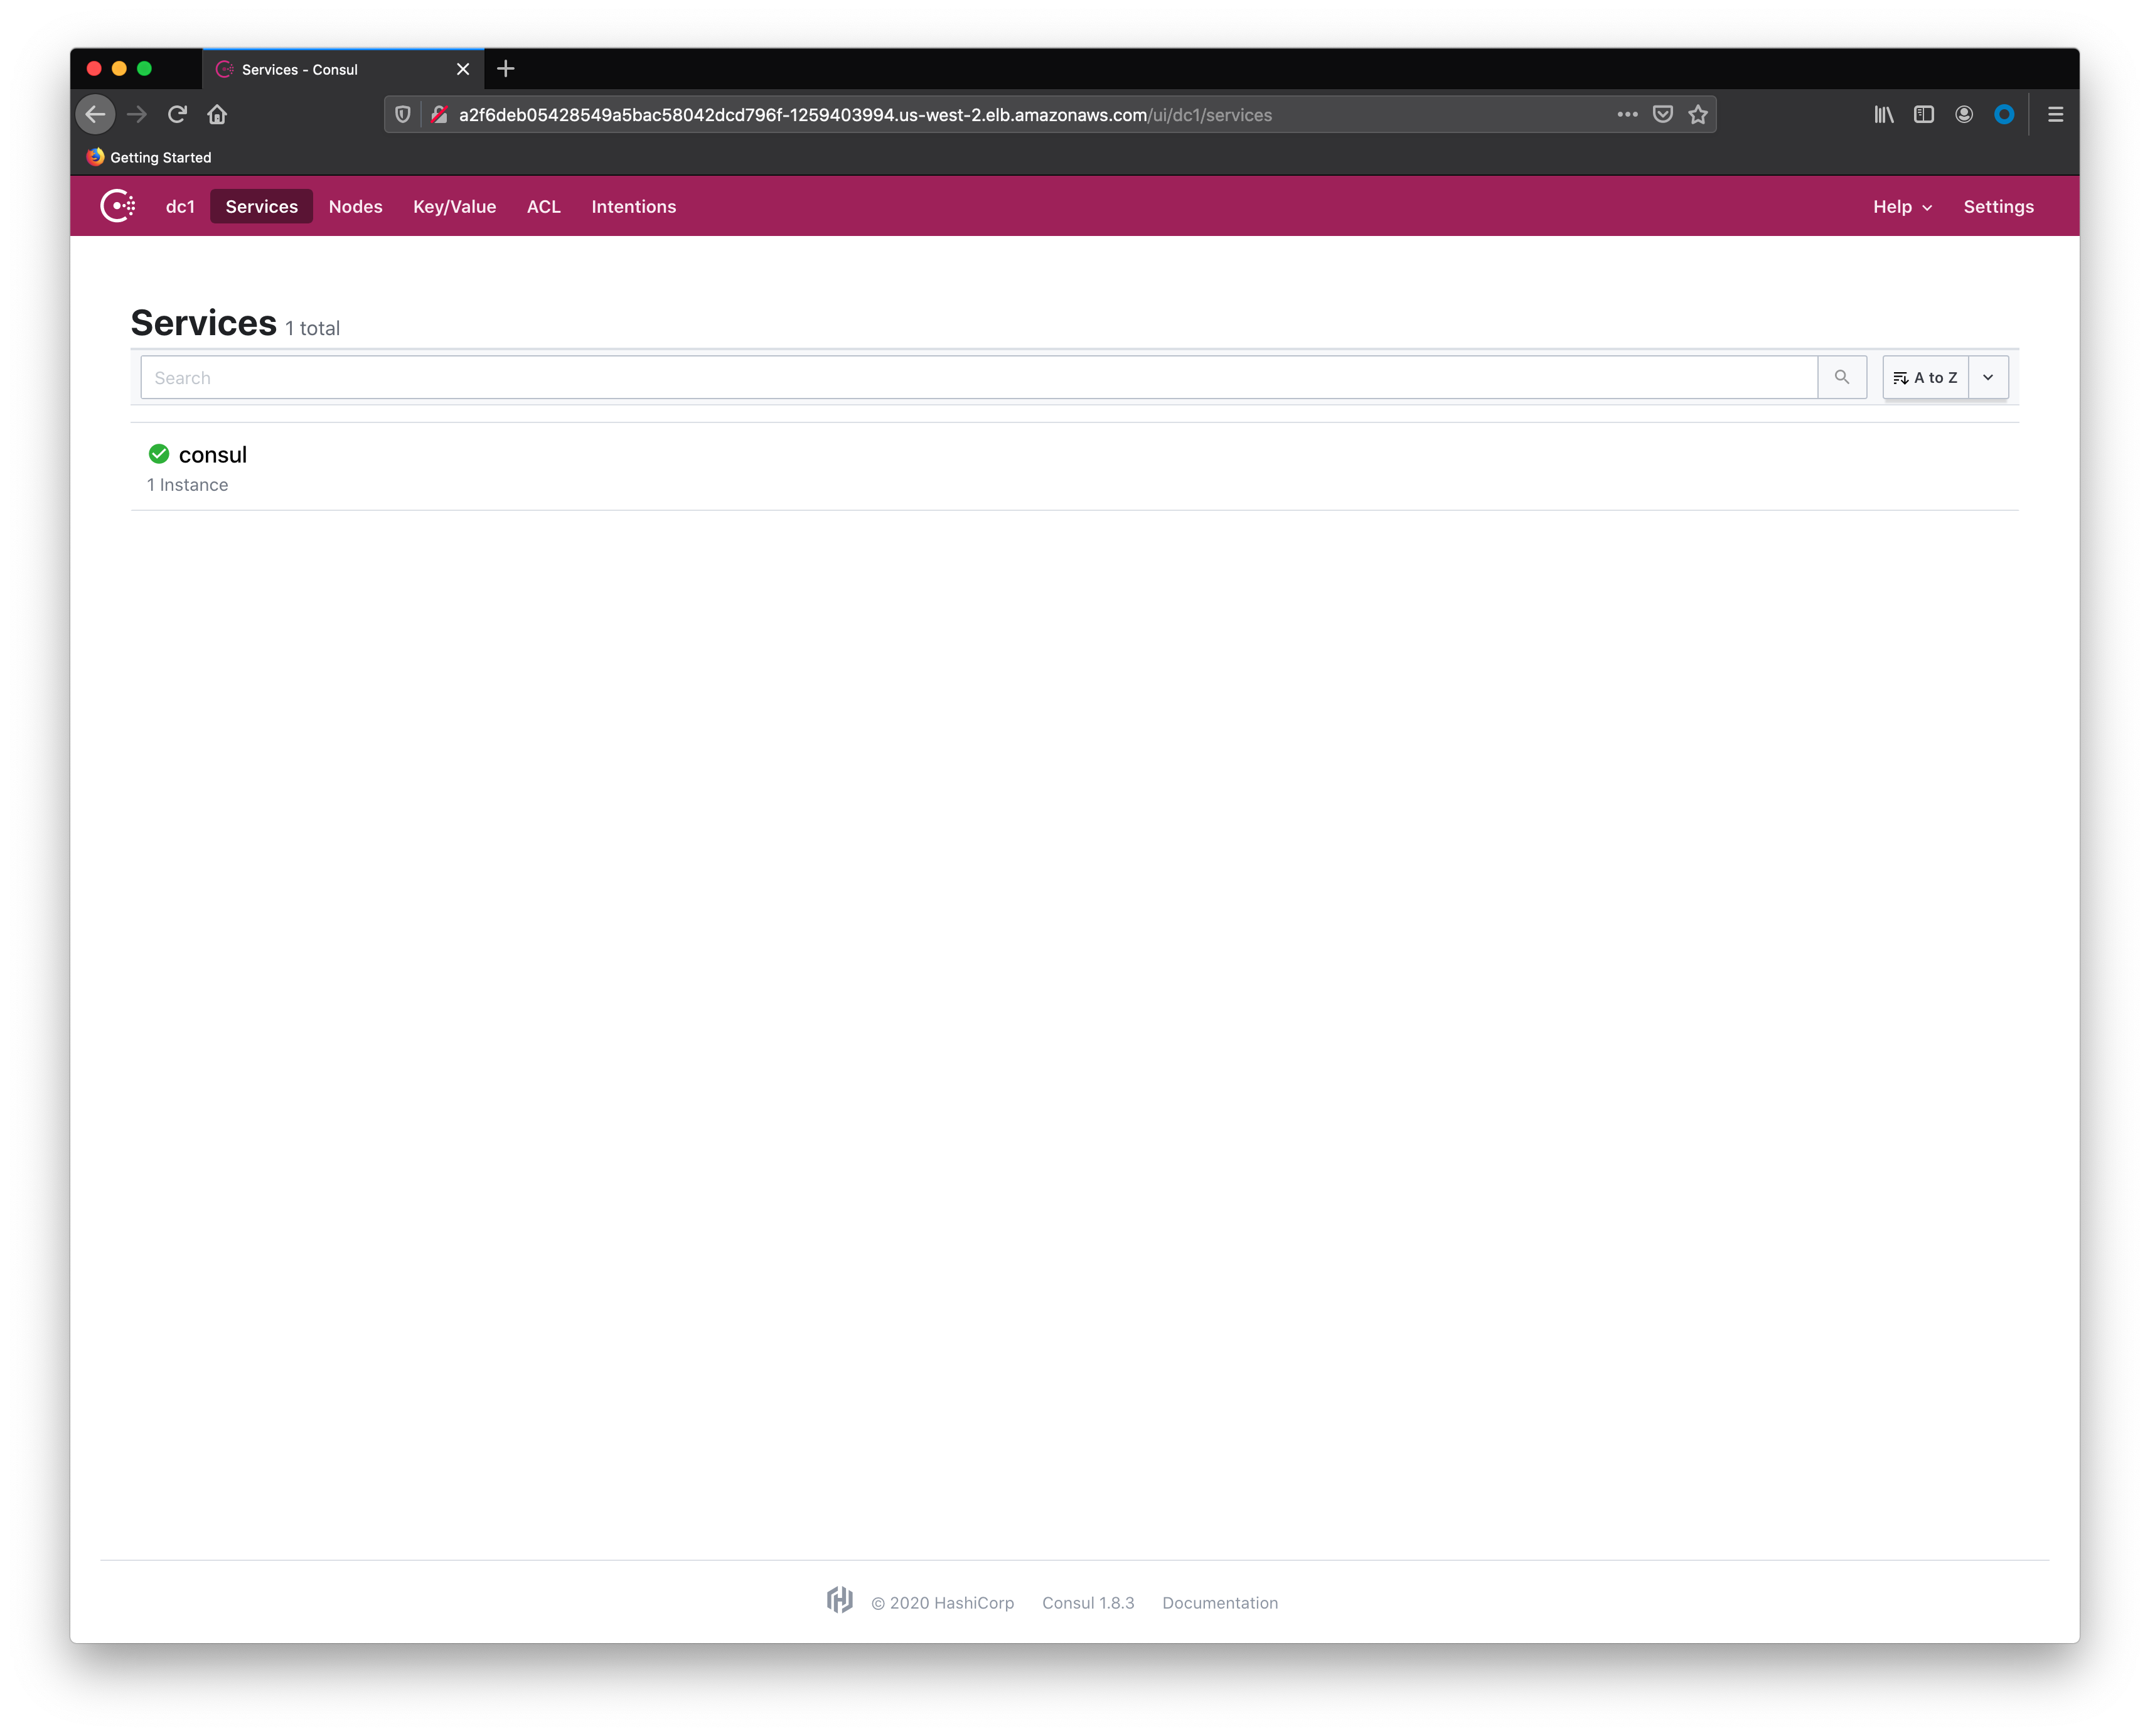 Services - Consul
a2f6deb05428549a5bac58042dcd796f-1259403994.us-west-2.elb.amazonaws.com/ui/dc1/services
Getting Started
dc1 Services Nodes Key/Value ACL Intentions Help Settings
Services 1 total
Search A to Z
consul
1 Instance
© 2020 HashiCorp Consul 1.8.3 Documentation